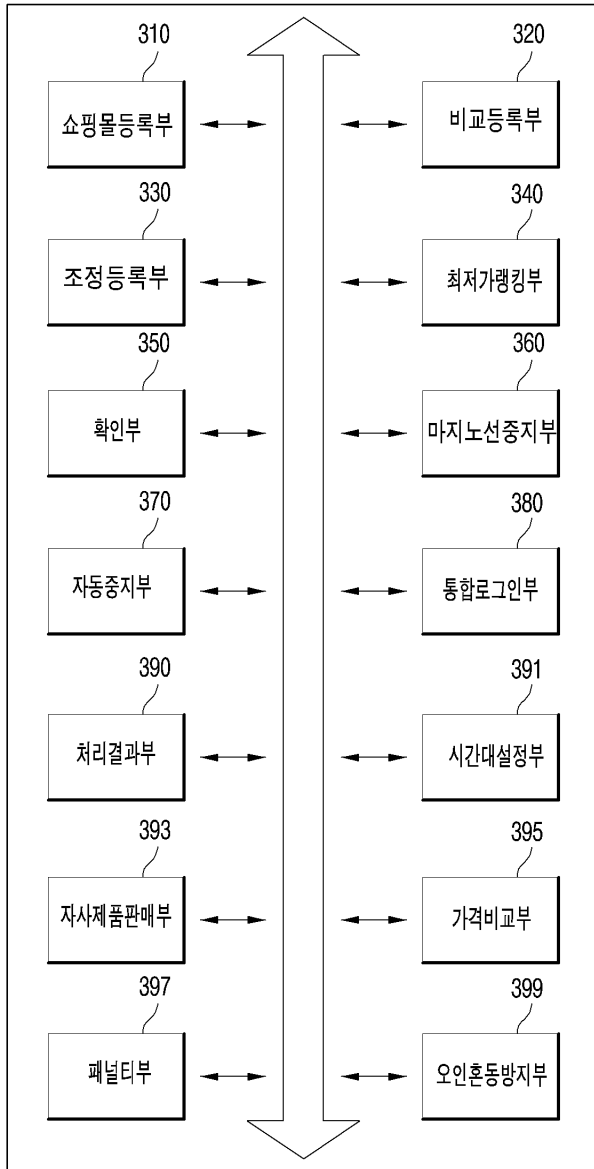 310
쇼핑몰등록부
320
비교등록부
330
조정등록부
340
최저가랭킹부
350
확인부
360
마지노선중지부
370
자동중지부
380
통합로그인부
390
처리결과부
391
시간대설정부
393
자사제품판매부
395
가격비교부
397
패널티부
399
오인혼동방지부